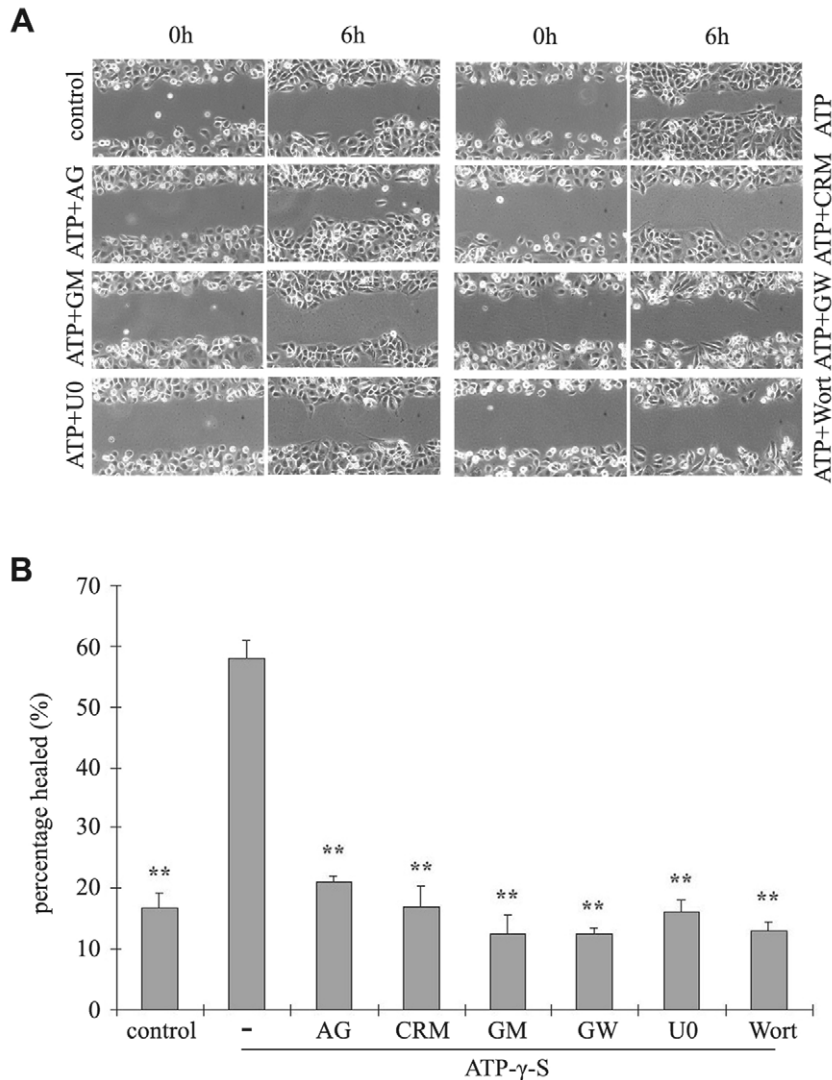 A
0h 6h 0h 6h
control
ATP
ATP+AG
ATP+CRM
ATP+GM
ATP+GW
ATP+U0
ATP+Wort
B
percentage healed (%)
70
60
50
40
30
20
10
0
** ** ** ** ** ** **
control - AG CRM GM GW U0 Wort
ATP-γ-S